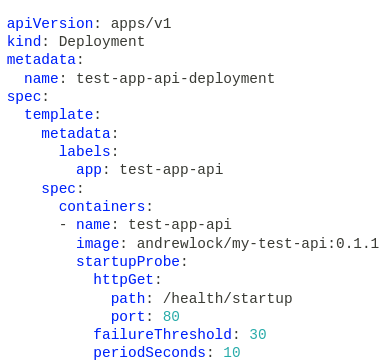 apiVersion: apps/v1
kind: Deployment
metadata:
  name: test-app-api-deployment
spec:
  template:
    metadata:
      labels:
        app: test-app-api
    spec:
      containers:
      - name: test-app-api
        image: andrewlock/my-test-api:0.1.1
        startupProbe:
          httpGet:
            path: /health/startup
            port: 80
          failureThreshold: 30
          periodSeconds: 10